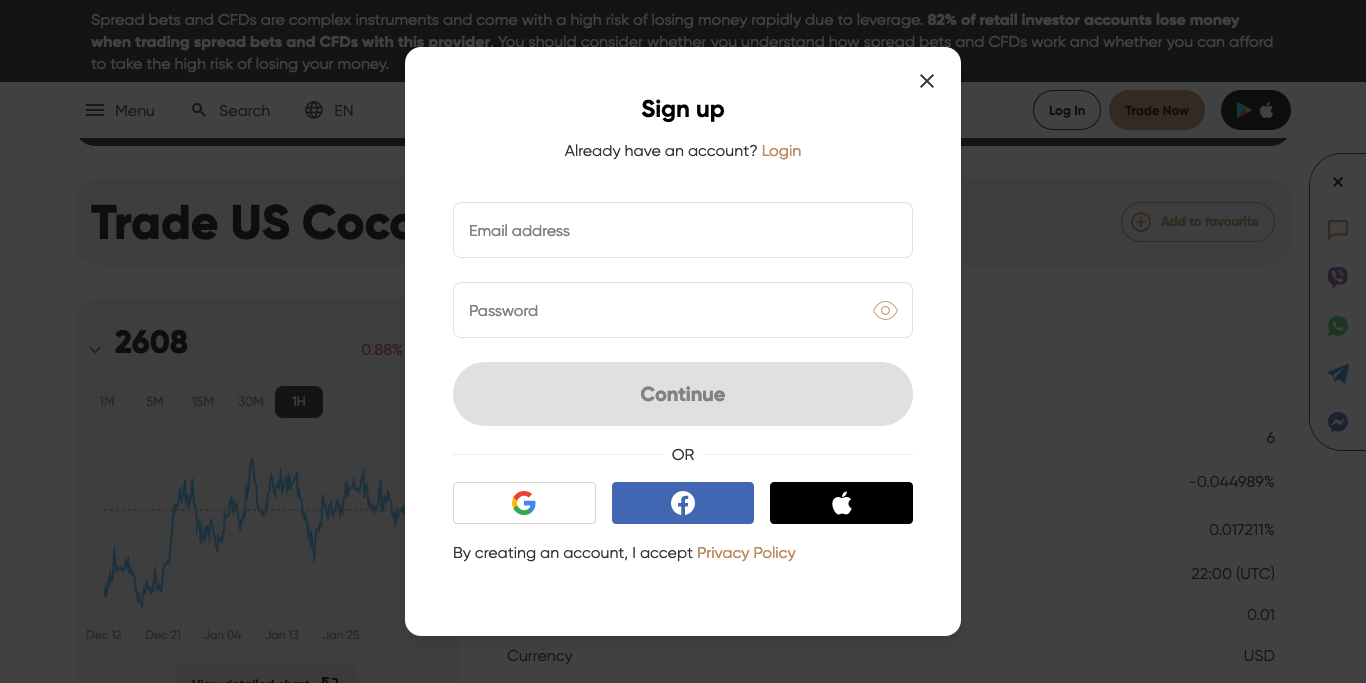 Spread bets and CFDs are complex instruments and come with a high risk of losing money rapidly due to leverage. 82% of retail investor accounts lose money
when trading spread bets and CFDs with this provider. You should consider whether you understand how spread bets and CFDs work and whether you can afford
to take the high risk of losing your money.
Menu
Search
EN
Log In
Trade Now
Sign up
Already have an account? Login
Email address
Password
Continue
OR
By creating an account, I accept Privacy Policy
Trade US
Add to favourite
2608
0.88%
1M
5M
15M
30M
1H
Dec 12
Dec 21
Jan 04
Jan 13
Jan 25
View detailed chart
6
-0.044989%
0.017211%
22:00 (UTC)
0.01
Currency
USD